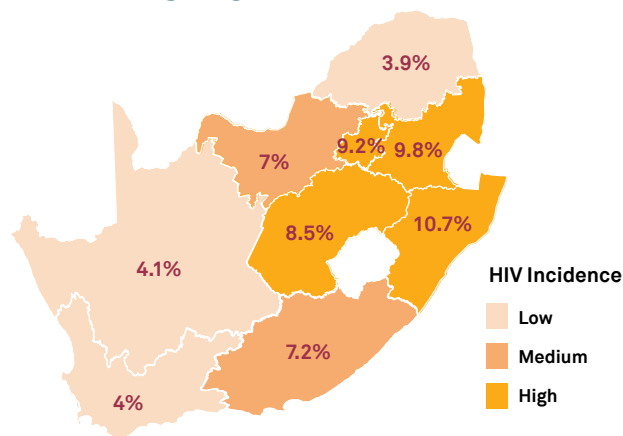 3.9%
9.2%
9.8%
7%
10.7%
8.5%
4.1%
7.2%
4%
HIV Incidence
Low
Medium
High